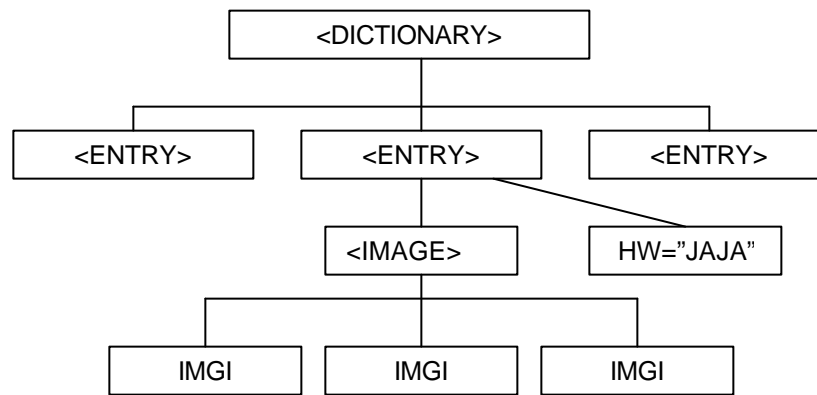 <DICTIONARY>
<ENTRY> <ENTRY> <ENTRY>
<IMAGE> HW=”JAJA”
IMGI IMGI IMGI